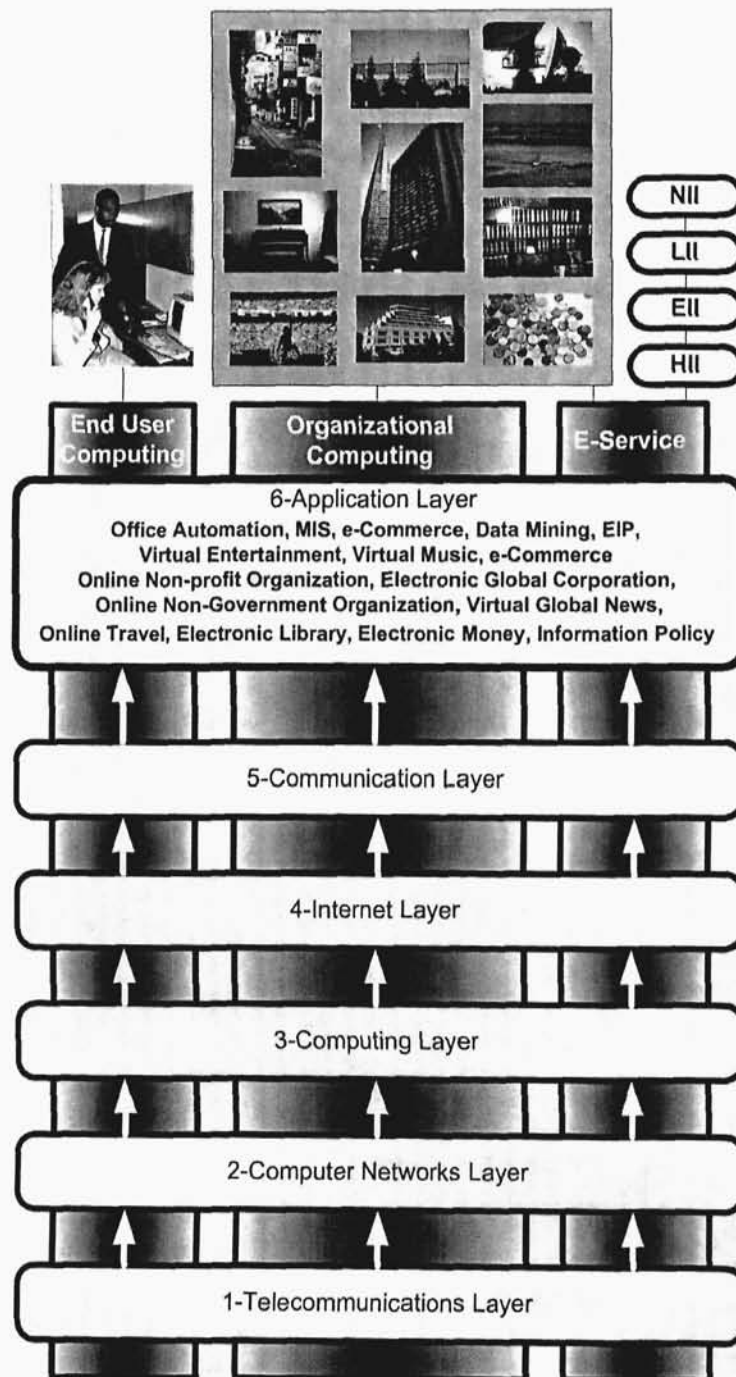 NII
LII
EII
HII
End User
Computing
Organizational
Computing
E-Service
6-Application Layer
Office Automation, MIS, e-Commerce, Data Mining, EIP,
Virtual Entertainment, Virtual Music, e-Commerce
Online Non-profit Organization, Electronic Global Corporation,
Online Non-Government Organization, Virtual Global News,
Online Travel, Electronic Library, Electronic Money, Information Policy
5-Communication Layer
4-Internet Layer
3-Computing Layer
2-Computer Networks Layer
1-Telecommunications Layer